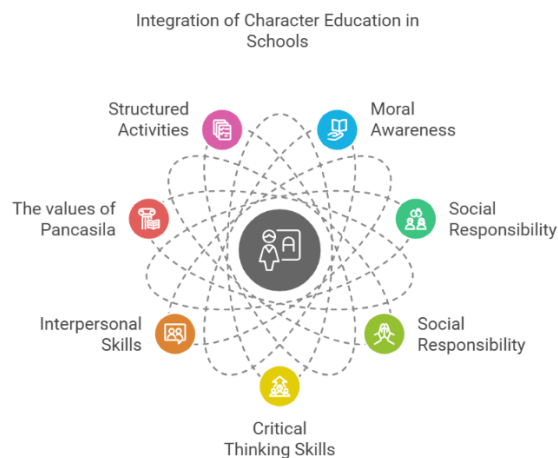 Integration of Character Education in
Schools
Structured
Activities
Moral
Awareness
The values of
Pancasila
Social
Responsibility
Interpersonal
Skills
Social
Responsibility
Critical
Thinking Skills